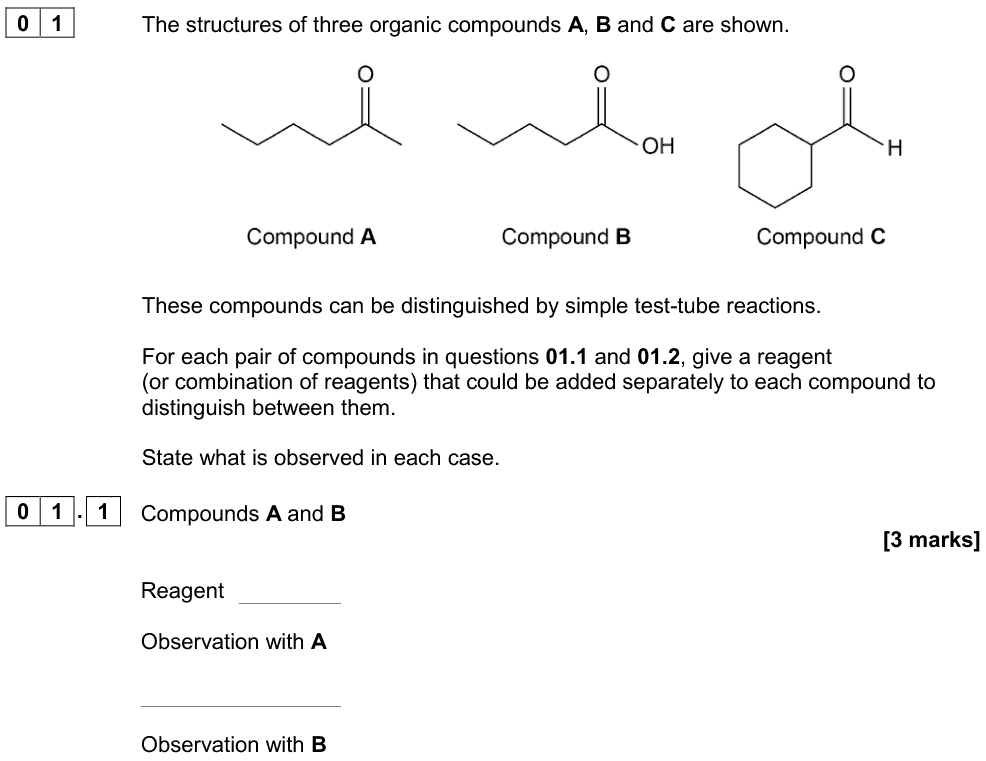 0 1 The structures of three organic compounds A, B and C are shown.
O O O
OH H
Compound A Compound B Compound C
These compounds can be distinguished by simple test-tube reactions.
For each pair of compounds in questions 01.1 and 01.2, give a reagent
(or combination of reagents) that could be added separately to each compound to
distinguish between them.
State what is observed in each case.
0 1 . 1 Compounds A and B
[3 marks]
Reagent
Observation with A
Observation with B